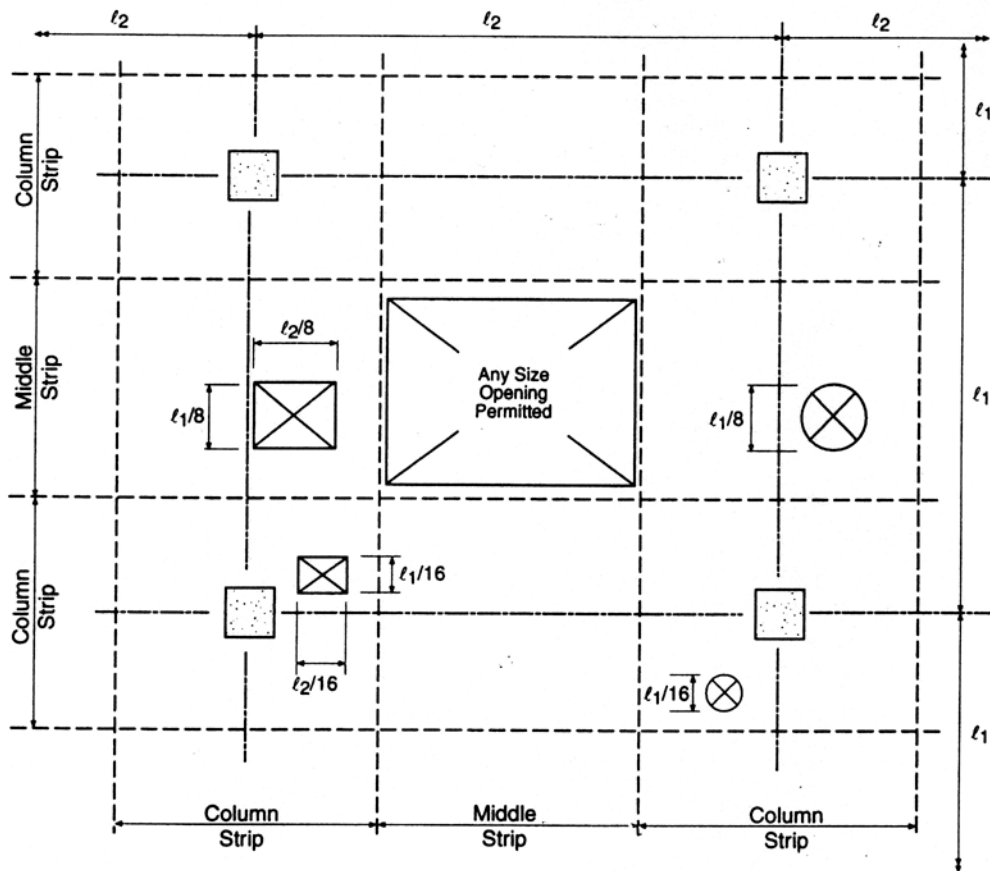 ℓ2
ℓ2
ℓ2
ℓ1
Column
Strip
ℓ2/8
Middle
Strip
ℓ1/8
Any Size
Opening
Permitted
ℓ1/8
ℓ1
Column
Strip
ℓ1/16
ℓ2/16
ℓ1/16
ℓ1
Column
Strip
Middle
Strip
Column
Strip